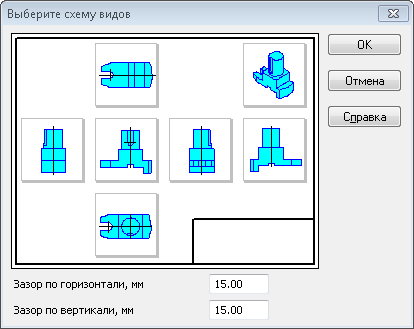 Выберите схему видов
OK
Отмена
Справка
Зазор по горизонтали, мм 15.00
Зазор по вертикали, мм 15.00